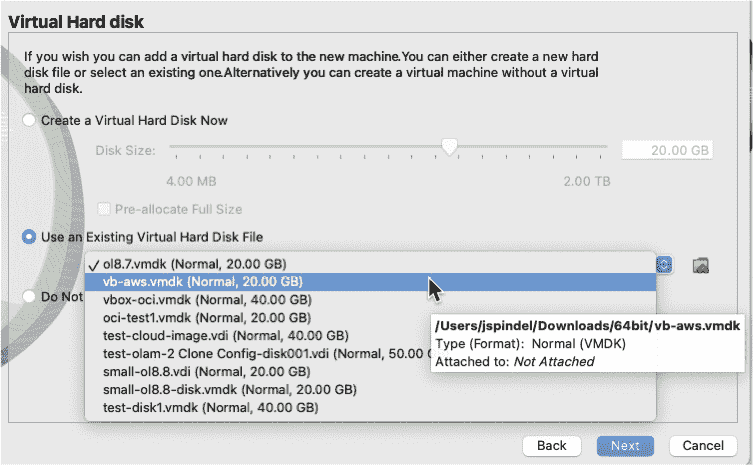 Virtual Hard disk
If you wish you can add a virtual hard disk to the new machine.You can either create a new hard
disk file or select an existing one.Alternatively you can create a virtual machine without a virtual
hard disk.
Create a Virtual Hard Disk Now
Disk Size:
20.00 GB
4.00 MB
2.00 TB
Pre-allocate Full Size
Use an Existing Virtual Hard Disk File
ol8.7.vmdk (Normal, 20.00 GB)
vb-aws.vmdk (Normal, 20.00 GB)
Do Not
vbox-oci.vmdk (Normal, 40.00 GB)
oci-test1.vmdk (Normal, 20.00 GB)
test-cloud-image.vdi (Normal, 40.00 GB)
test-olam-2 Clone Config-disk001.vdi (Normal, 50.00
small-ol8.8.vdi (Normal, 20.00 GB)
small-ol8.8-disk.vmdk (Normal, 20.00 GB)
test-disk1.vmdk (Normal, 40.00 GB)
/Users/jspindel/Downloads/64bit/vb-aws.vmdk
Type (Format): Normal (VMDK)
Attached to: Not Attached
Back
Next
Cancel